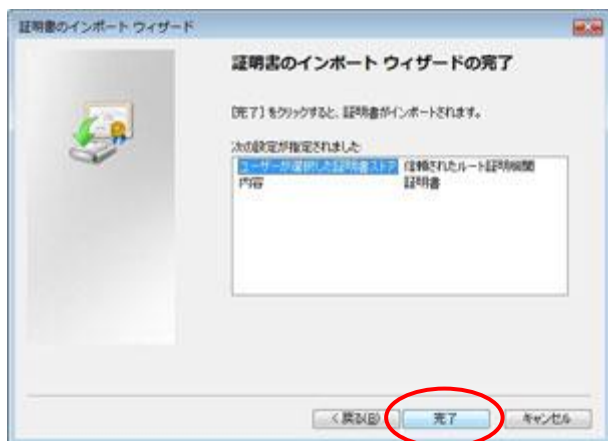 証明書のインポート ウィザード
証明書のインポート ウィザードの完了
[完了] をクリックすると、証明書がインポートされます。
次の設定が指定されました
ユーザーが選択した証明書ストア 信頼されたルート証明機関
内容 証明書
< 戻る(B) 完了 キャンセル